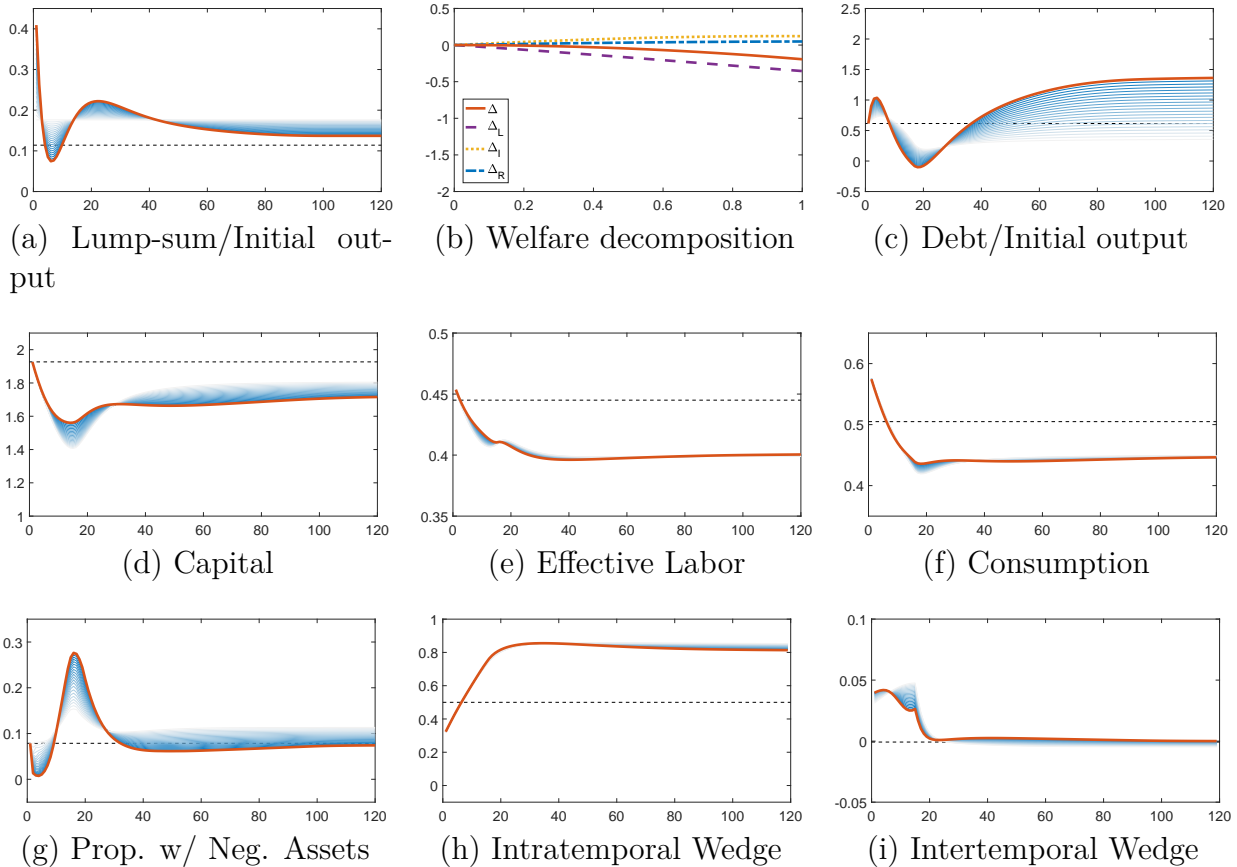 0.4
0.3
0.2
0.1
0
0 20 40 60 80 100 120
(a) Lump-sum/Initial out-
put
0.5
0
-0.5
-1
-1.5
-2
Δ
Δ_L
Δ_I
Δ_R
0 0.2 0.4 0.6 0.8 1
(b) Welfare decomposition
2.5
2
1.5
1
0.5
0
-0.5
0 20 40 60 80 100 120
(c) Debt/Initial output
2
1.8
1.6
1.4
1.2
1
0 20 40 60 80 100 120
(d) Capital
0.5
0.45
0.4
0.35
0 20 40 60 80 100 120
(e) Effective Labor
0.6
0.5
0.4
0 20 40 60 80 100 120
(f) Consumption
0.3
0.2
0.1
0
0 20 40 60 80 100 120
(g) Prop. w/ Neg. Assets
1
0.8
0.6
0.4
0.2
0
0 20 40 60 80 100 120
(h) Intratemporal Wedge
0.1
0.05
0
-0.05
0 20 40 60 80 100 120
(i) Intertemporal Wedge